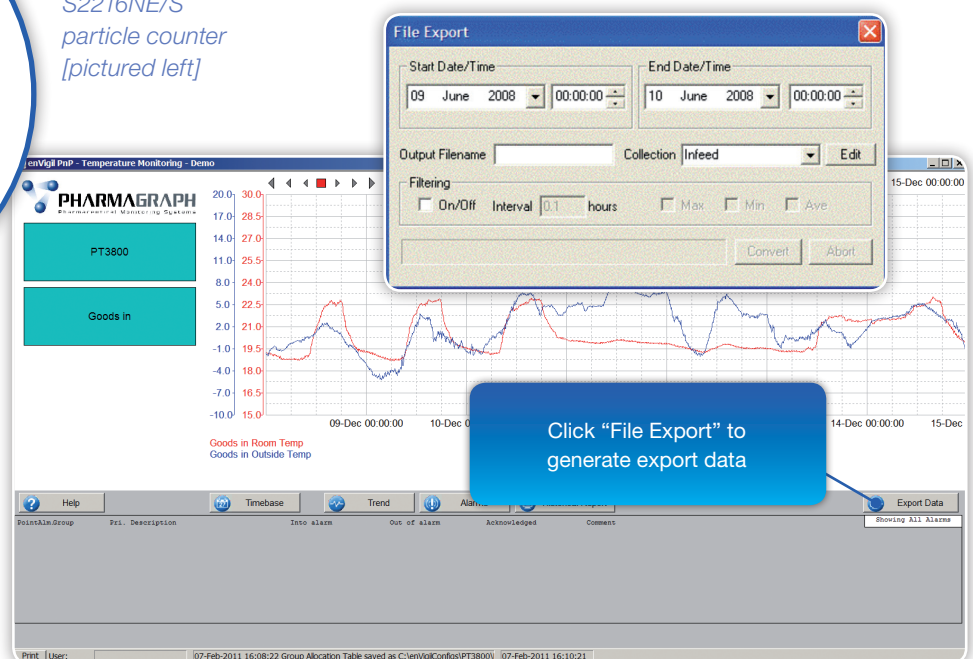 S2216NE/S
particle counter
[pictured left]
File Export
Start Date/Time
End Date/Time
09 June 2008 00:00:00
10 June 2008 00:00:00
Output Filename
Collection Infeed Edit
Filtering
On/Off Interval 0.1 hours Max Min Ave
Convert Abort
enVigil PnP - Temperature Monitoring - Demo
PHARMAGRAPH
Pharmaceutical Monitoring Systems
PT3800
Goods in
15-Dec 00:00:00
20.0 30.0
17.0 28.5
14.0 27.0
11.0 25.5
8.0 24.0
5.0 22.5
2.0 21.0
-1.0 19.5
-4.0 18.0
-7.0 16.5
-10.0 15.0
09-Dec 00:00:00 10-Dec 14-Dec 00:00:00 15-Dec
Goods in Room Temp
Goods in Outside Temp
Click “File Export” to
generate export data
Help Timebase Trend Export Data
PointAlm.Group Pri. Description Into alarm Out of alarm Acknowledged Comment
Showing All Alarms
Print User: 07-Feb-2011 16:08:22 Group Allocation Table saved as C:\enVigilConfigs\PT3800\ 07-Feb-2011 16:10:21